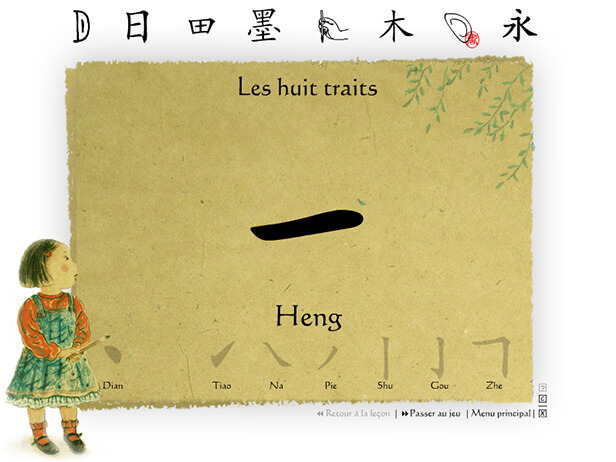 日 田 墨 木 永
Les huit traits
Heng
Dian Tiao Na Pie Shu Gou Zhe
?
C
Retour à la leçon | Passer au jeu | Menu principal | X